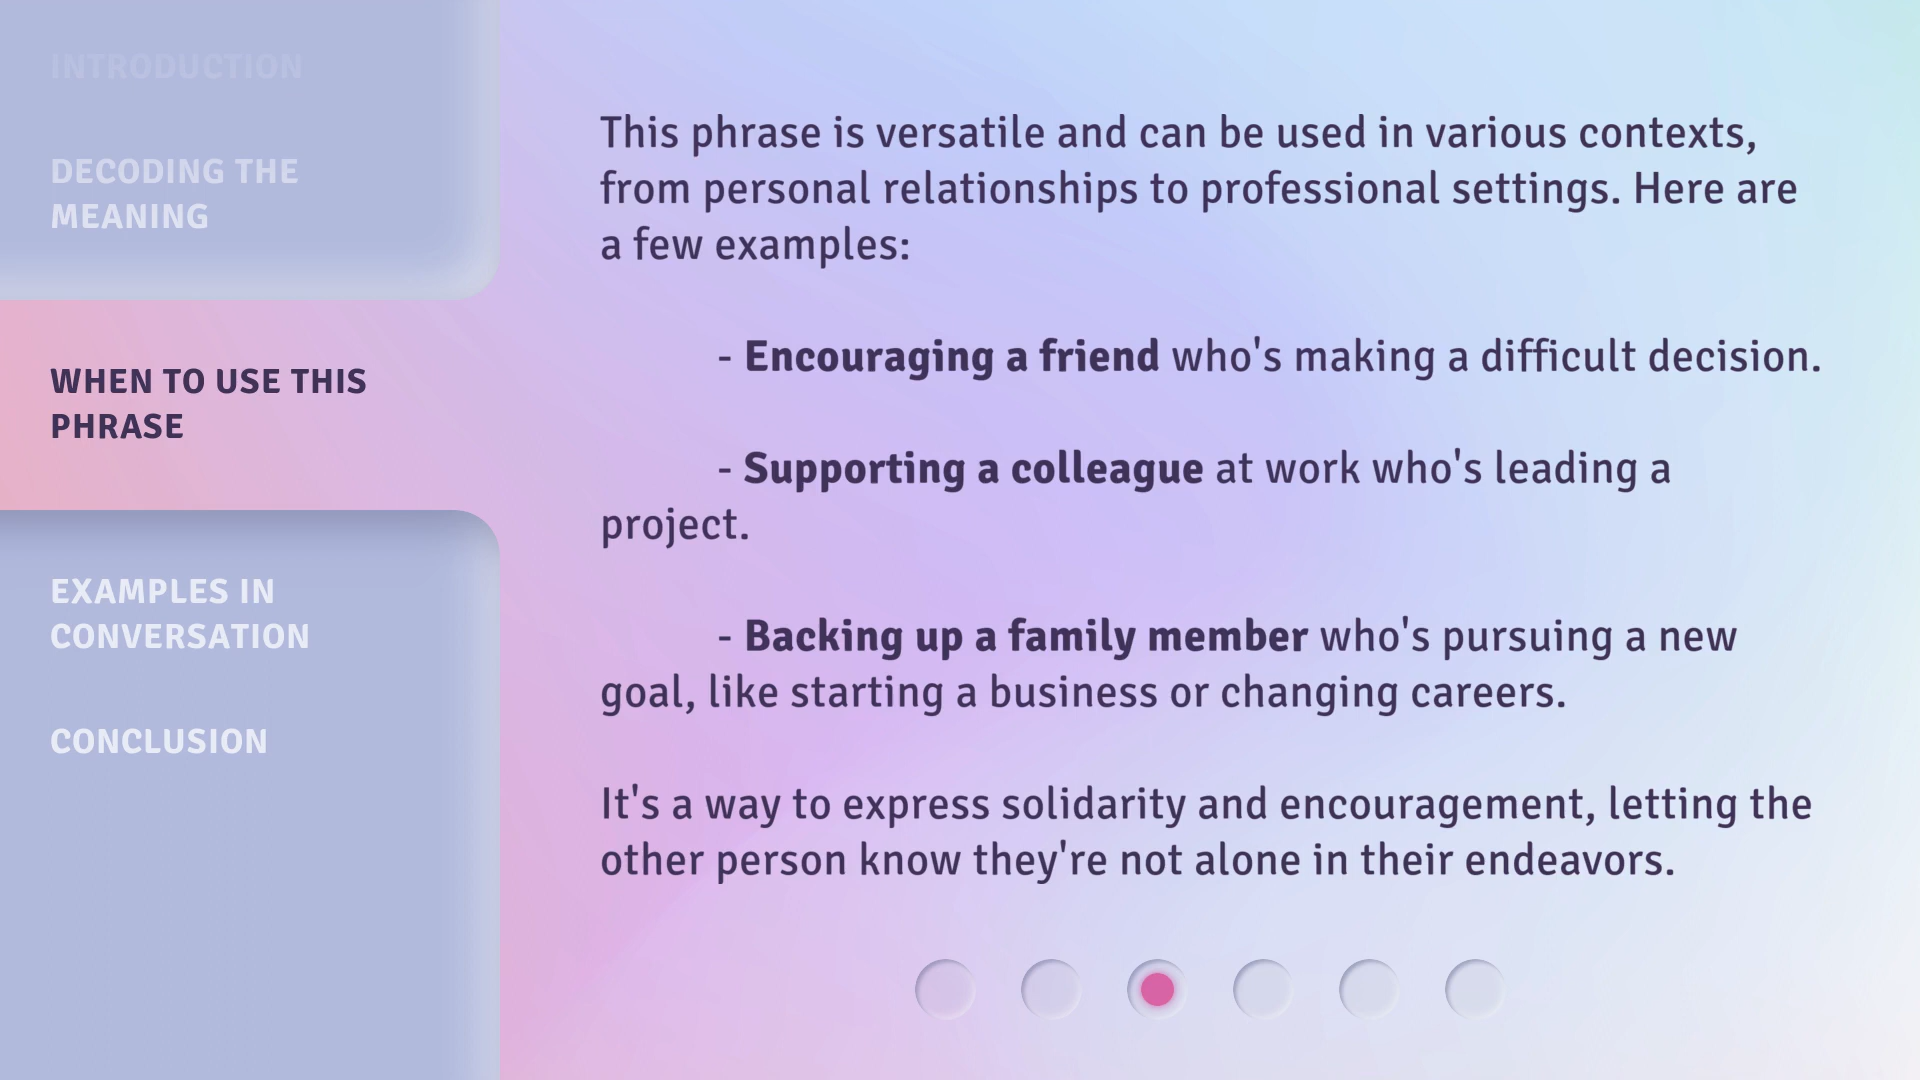 INTRODUCTION
DECODING THE
MEANING
WHEN TO USE THIS
PHRASE
EXAMPLES IN
CONVERSATION
CONCLUSION
This phrase is versatile and can be used in various contexts,
from personal relationships to professional settings. Here are
a few examples:
- Encouraging a friend who's making a difficult decision.
- Supporting a colleague at work who's leading a
project.
- Backing up a family member who's pursuing a new
goal, like starting a business or changing careers.
It's a way to express solidarity and encouragement, letting the
other person know they're not alone in their endeavors.